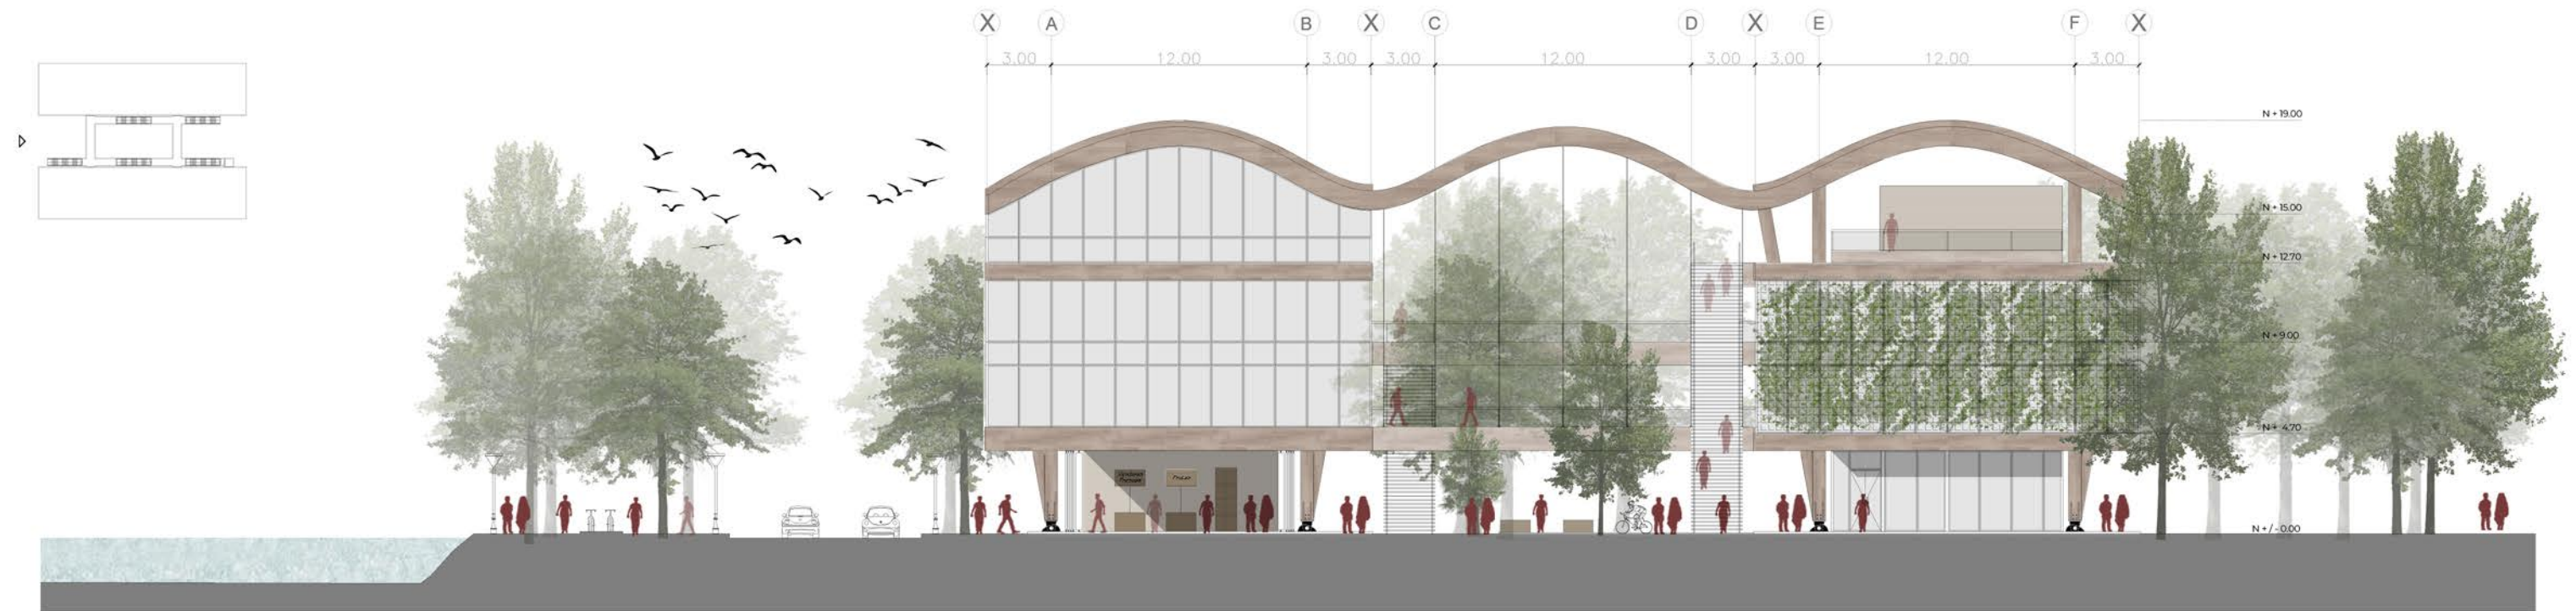 X A B X C D X E F X
3.00 12.00 3.00 3.00 12.00 3.00 3.00 12.00 3.00
N + 19.00
N + 15.00
N + 12.70
N + 9.00
N + 4.70
N + / - 0.00